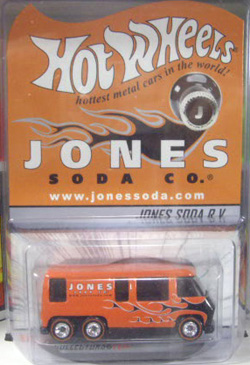 Hot Wheels
hottest metal cars in the world!
J
JONES
SODA CO.®
www.jonessoda.com
JONES SODA R.V.
JONES